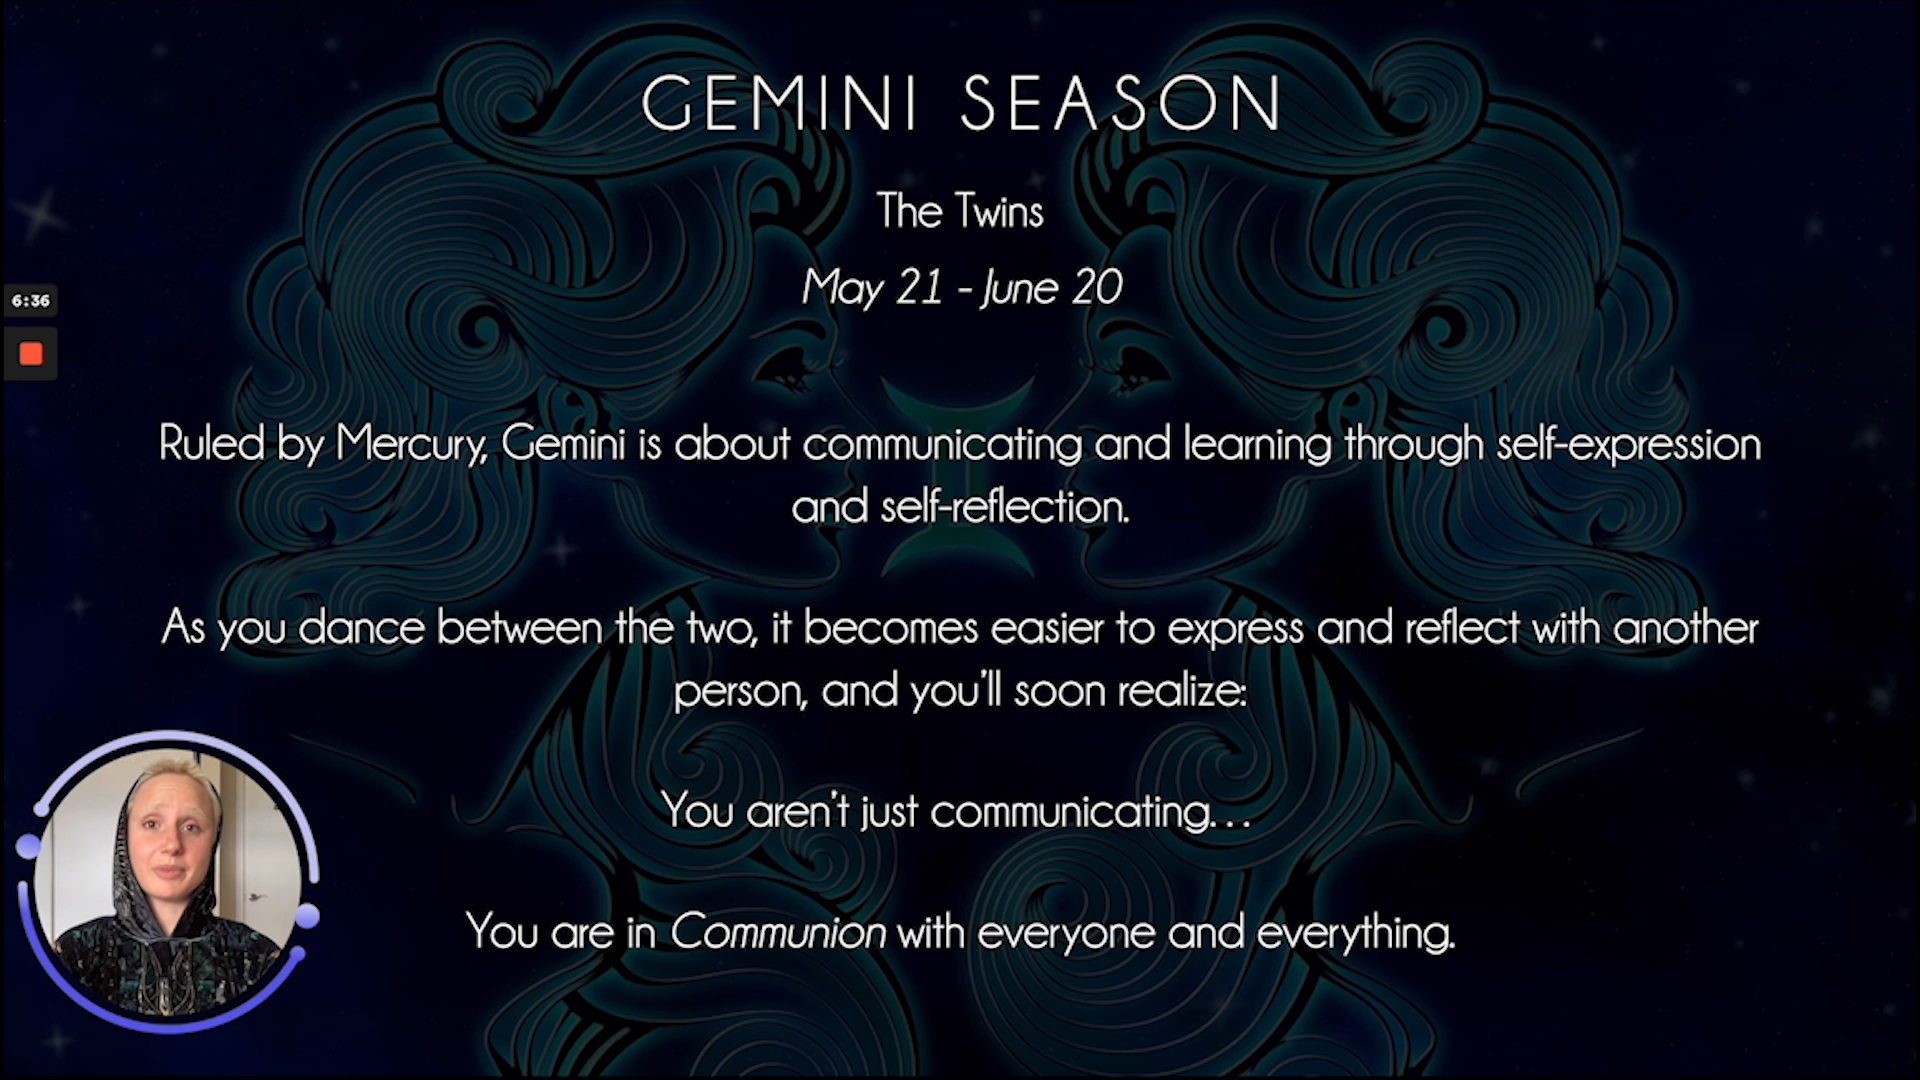 GEMINI SEASON
The Twins
May 21 - June 20
6:36
Ruled by Mercury, Gemini is about communicating and learning through self-expression
and self-reflection.
As you dance between the two, it becomes easier to express and reflect with another
person, and you'll soon realize:
You aren't just communicating...
You are in Communion with everyone and everything.